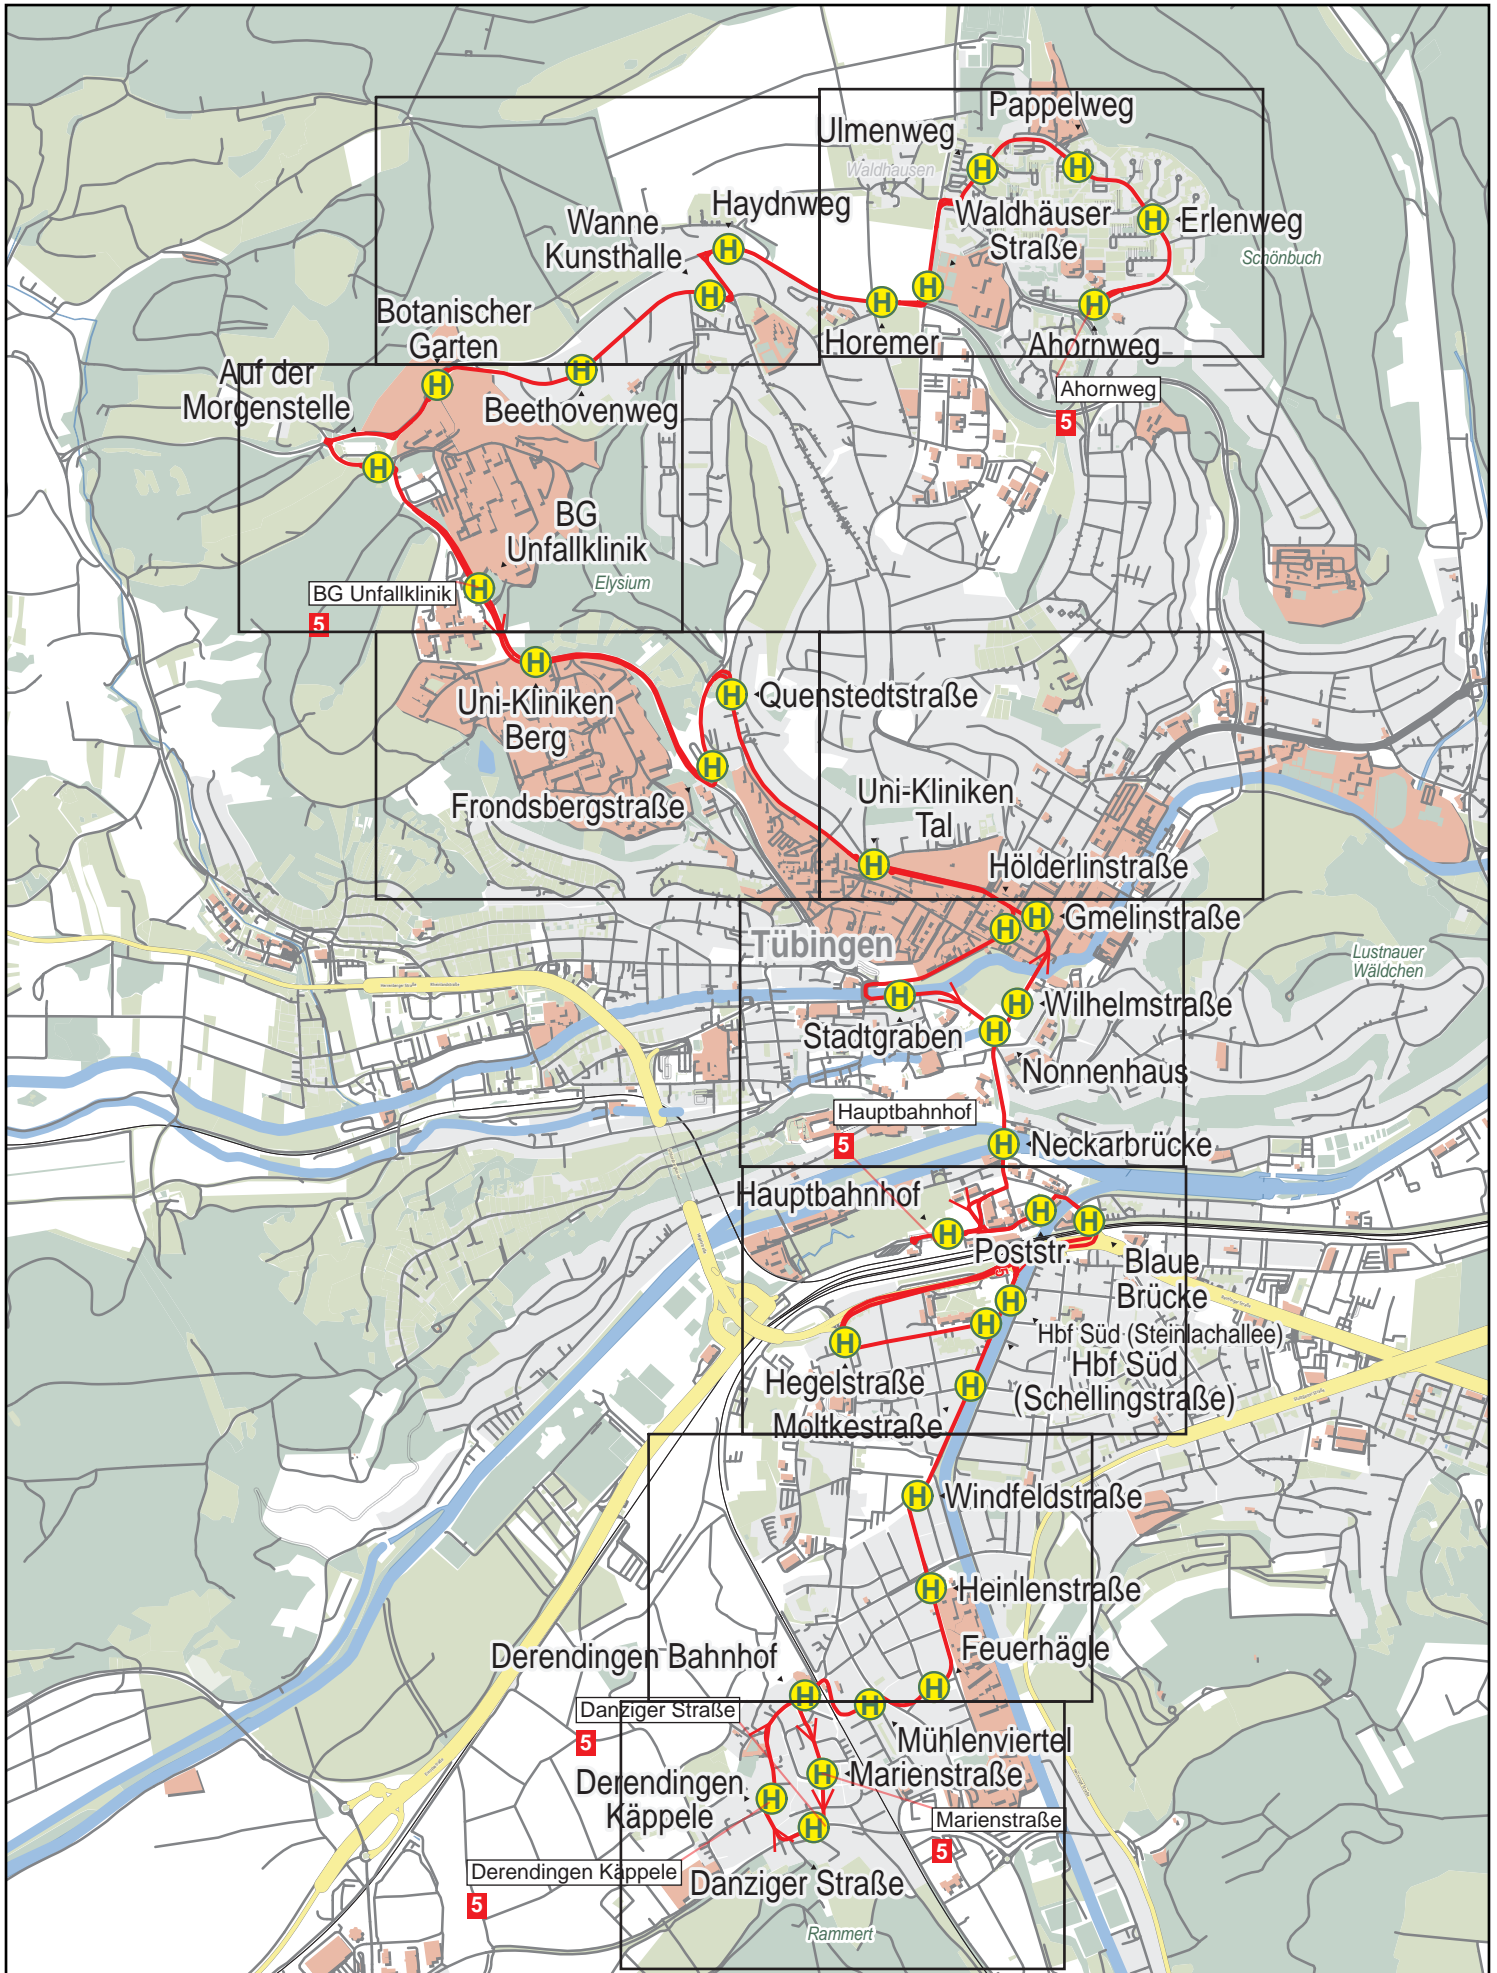 Pappelweg
Ulmenweg
Waldhausen
Haydnweg
Wanne
Kunsthalle
Waldhäuser
Straße
Erlenweg
Schönbuch
Botanischer
Garten
Horemer
Ahornweg
Auf der
Morgenstelle
Beethovenweg
Ahornweg
5
BG
Unfallklinik
Elysium
BG Unfallklinik
5
Uni-Kliniken
Berg
Quenstedtstraße
Frondsbergstraße
Uni-Kliniken
Tal
Hölderlinstraße
Gmelinstraße
Tübingen
Lustnauer
Wäldchen
Wilhelmstraße
Stadtgraben
Nonnenhaus
Hauptbahnhof
5
Neckarbrücke
Hauptbahnhof
Poststr.
Blaue
Brücke
Hbf Süd (Steinlachallee)
Hbf Süd
(Schellingstraße)
Hegelstraße
Moltkestraße
Windfeldstraße
Heinlenstraße
Feuerhägle
Derendingen Bahnhof
Danziger Straße
5
Mühlenviertel
Marienstraße
Derendingen
Käppele
Marienstraße
5
Derendingen Käppele
5
Danziger Straße
Rammert